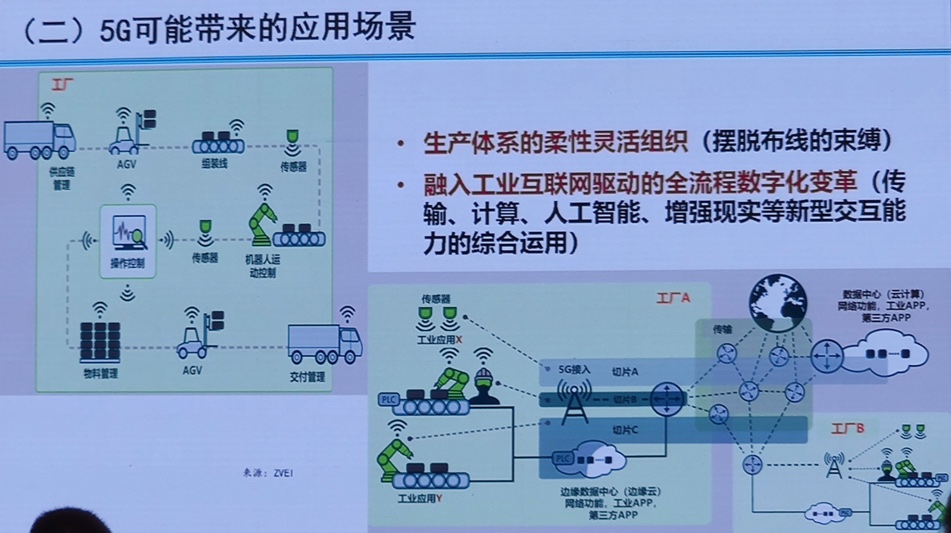 （二）5G可能带来的应用场景
工厂
供应链
管理
AGV
组装线
传感器
操作控制
传感器
机器人运
动控制
物料管理
AGV
交付管理
来源：ZVEI
• 生产体系的柔性灵活组织（摆脱布线的束缚）
• 融入工业互联网驱动的全流程数字化变革（传
输、计算、人工智能、增强现实等新型交互能
力的综合运用）
工厂A
传感器
工业应用X
PLC
工业应用Y
5G接入
切片A
切片B
切片C
PLC
边缘数据中心（边缘云）
网络功能，工业APP，
第三方APP
传输
数据中心（云计算）
网络功能，工业APP，
第三方APP
工厂B
PLC
PLC